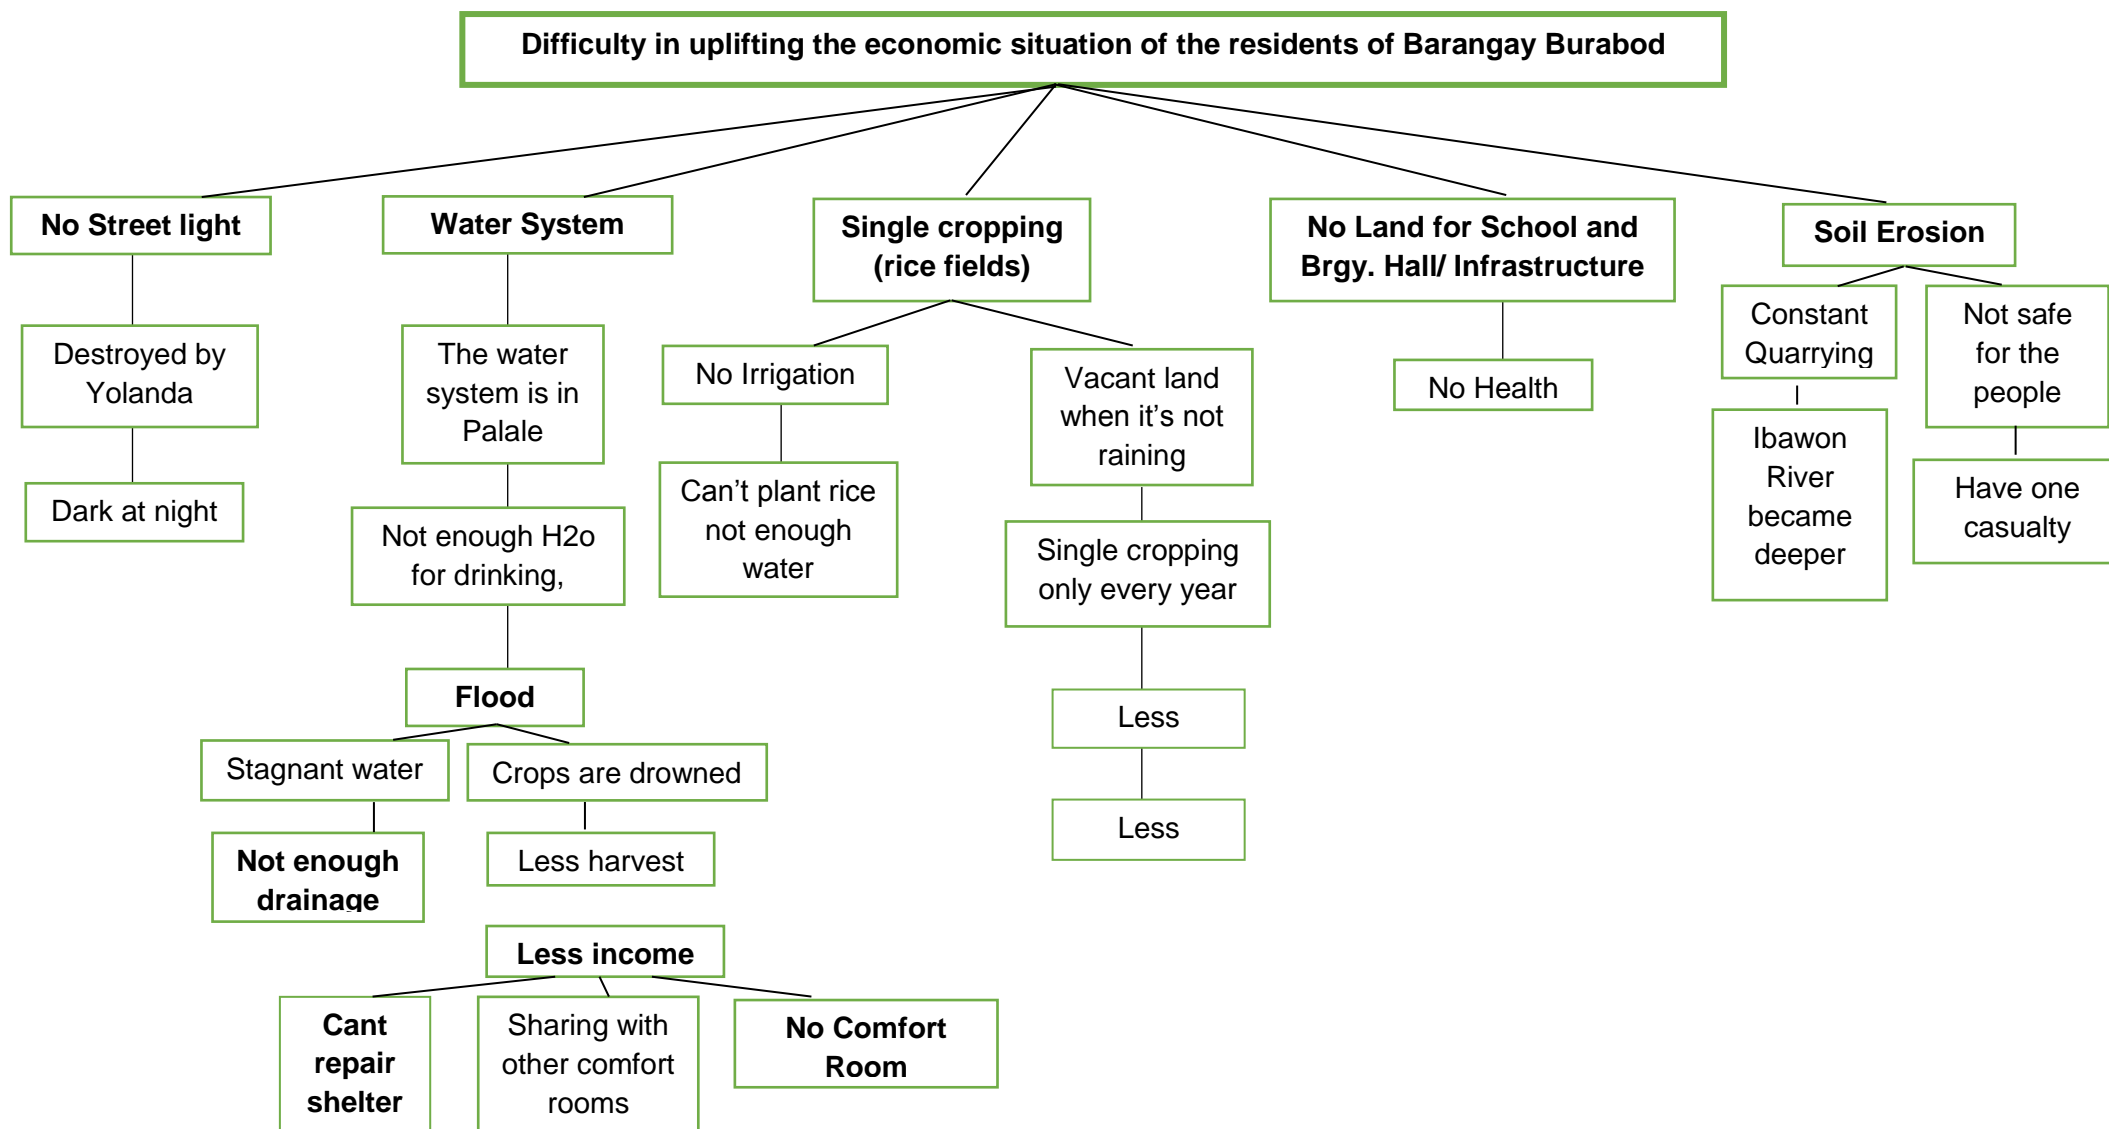 Difficulty in uplifting the economic situation of the residents of Barangay Burabod
No Street light
Destroyed by
Yolanda
Dark at night
Water System
The water
system is in
Palale
Not enough H2o
for drinking,
Flood
Stagnant water
Not enough
drainage
Crops are drowned
Less harvest
Less income
Cant
repair
shelter
Sharing with
other comfort
rooms
No Comfort
Room
Single cropping
(rice fields)
No Irrigation
Can’t plant rice
not enough
water
Vacant land
when it’s not
raining
Single cropping
only every year
Less
Less
No Land for School and
Brgy. Hall/ Infrastructure
No Health
Soil Erosion
Constant
Quarrying
Ibawon
River
became
deeper
Not safe
for the
people
Have one
casualty